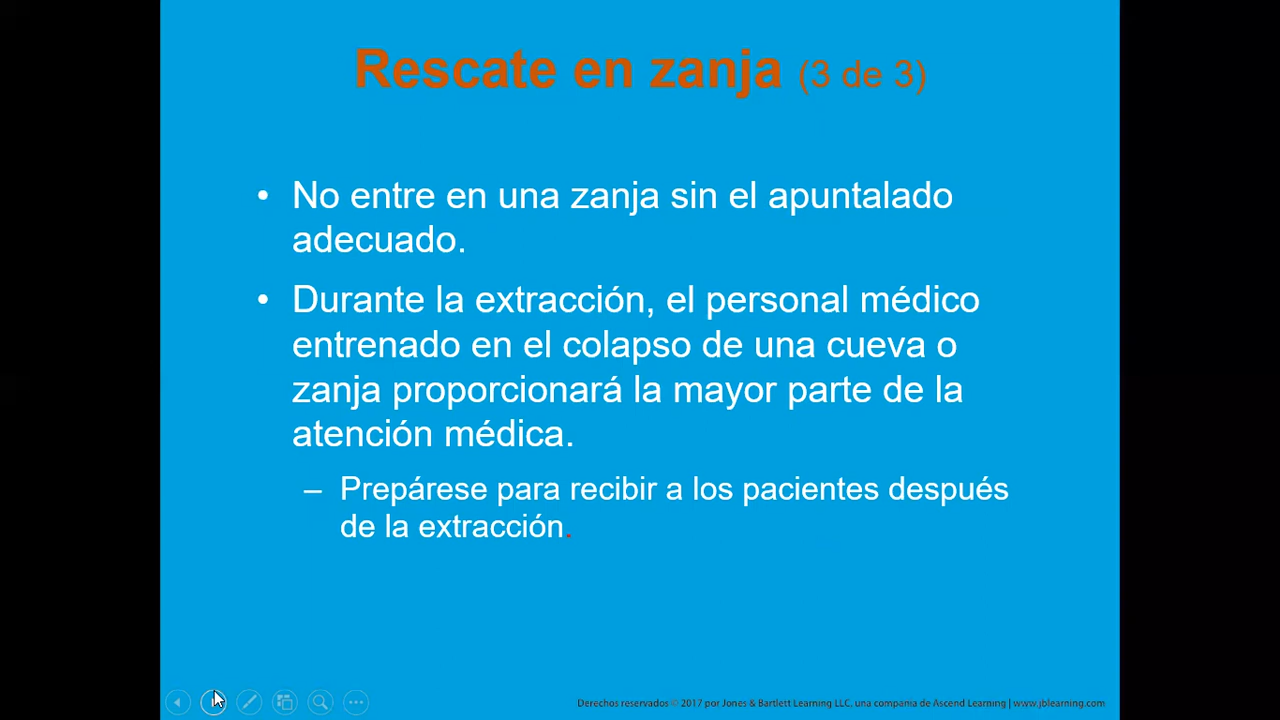 Rescate en zanja (3 de 3)
• No entre en una zanja sin el apuntalado
adecuado.
• Durante la extracción, el personal médico
entrenado en el colapso de una cueva o
zanja proporcionará la mayor parte de la
atención médica.
– Prepárese para recibir a los pacientes después
de la extracción.
Derechos reservados © 2017 por Jones & Bartlett Learning LLC, una compania de Ascend Learning | www.jblearning.com